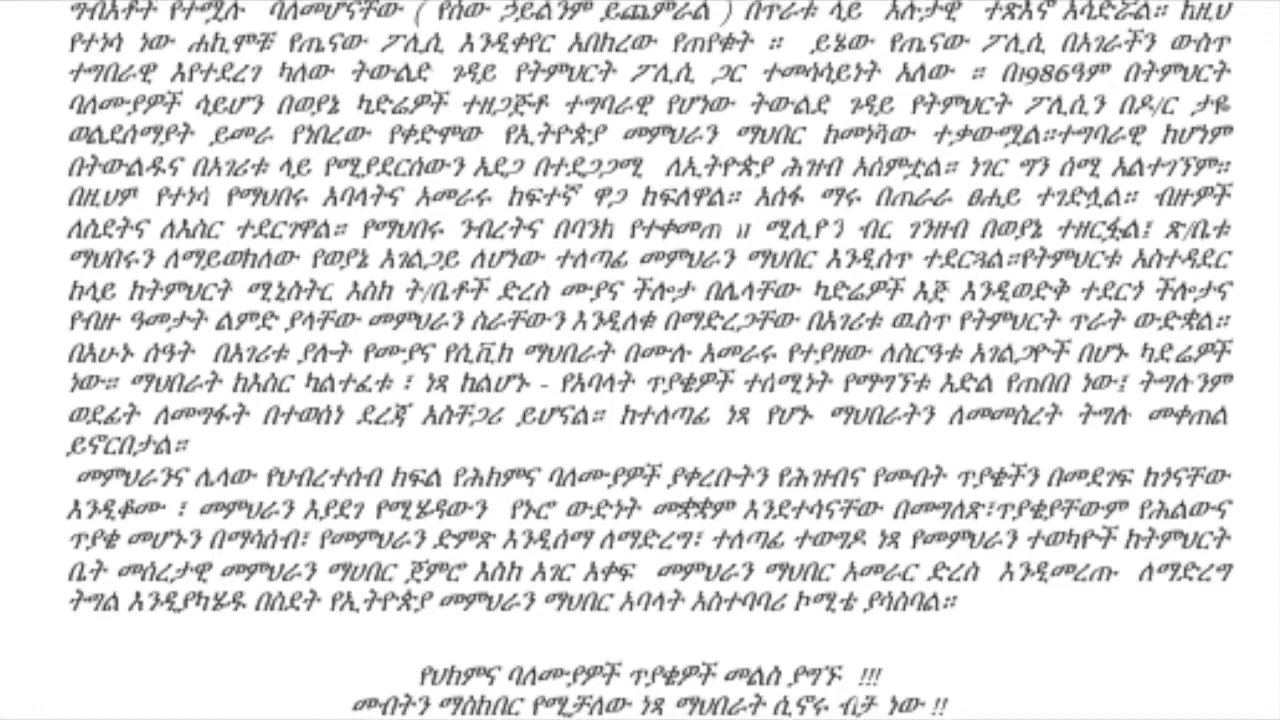 ግብአቶት የተሟሉ ባለመሆናቸው ( የሰው ኃይልንም ይጨምራል ) በጥራቱ ላይ አሉታዊ ተጽእኖ አሳድሯል። ከዚህ
የተነሳ ነው ሐኪሞቹ የጤናው ፖሊሲ እንዲቀየር አበክረው የጠየቁት ። ይሄው የጤናው ፖሊሲ በአገራችን ውስጥ
ተግበራዊ እየተደረገ ካለው ትውልድ ገዳይ የትምህርት ፖሊሲ ጋር ተመሳሳይነት አለው ። በ1986ዓም በትምህርት
ባለሙያዎች ሳይሆን በወያኔ ካድሬዎች ተዘጋጅቶ ተግባራዊ የሆነው ትውልደ ገዳይ የትምህርት ፖሊሲን በዶ/ር ታዬ
ወልደሰማያት ይመራ የነበረው የቀድሞው የኢትዮጵያ መምህራን ማህበር ከመነሻው ተቃውሟል።ተግባራዊ ከሆነም
በትውልዱና በአገሪቱ ላይ የሚያደርሰውን አደጋ በተደጋጋሚ ለኢትዮጵያ ሕዝብ አሰምቷል። ነገር ግን ሰሚ አልተገኘም።
በዚህም የተነሳ የማህበሩ አባላትና አመራሩ ከፍተኛ ዋጋ ከፍለዋል። አሰፋ ማሩ በጠራራ ፀሐይ ተገድሏል። ብዙዎች
ለስደትና ለእስር ተደርገዋል። የማህበሩ ንብረትና በባንክ የተቀመጠ 11 ሚሊየን ብር ገንዘብ በወያኔ ተዘርፏል፤ ጽ/ቤቱ
ማህበሩን ለማይወክለው የወያኔ አገልጋይ ለሆነው ተለጣፊ መምህራን ማህበር እንዲሰጥ ተደርጓል።የትምህርቱ አስተዳደር
ከላይ ከትምህርት ሚኒስትር እስከ ት/ቤቶች ድረስ ሙያና ችሎታ በሌላቸው ካድሬዎች እጅ እንዲወድቅ ተደርጎ ችሎታና
የብዙ ዓመታት ልምድ ያላቸው መምህራን ስራቸውን እንዲለቁ በማድረጋቸው በአገሪቱ ዉስጥ የትምህርት ጥራት ውድቋል።
በአሁኑ ሰዓት በአገሪቱ ያሉት የሙያና የሲቪክ ማህበራት በሙሉ አመራሩ የተያዘው ለስርዓቱ አገልጋዮች በሆኑ ካድሬዎች
ነው። ማህበራት ከእስር ካልተፈቱ ፣ ነጻ ከልሆኑ - የአባላት ጥያቄዎች ተሰሚነት የማግኘቱ እድል የጠበበ ነው፤ ትግሉንም
ወደፊት ለመግፋት በተወሰነ ደረጃ አስቸጋሪ ይሆናል። ከተለጣፊ ነጻ የሆኑ ማህበራትን ለመመስረት ትግሉ መቀጠል
ይኖርበታል።
መምህራንና ሌላው የህብረተሰብ ክፍል የሕክምና ባለሙያዎች ያቀረቡትን የሕዝብና የመብት ጥያቄችን በመደገፍ ከጎናቸው
እንዲቆሙ ፣ መምህራን እያደገ የሚሄዳውን የኑሮ ውድነት መቋቋም እንደተሳናቸው በመግለጽ፣ጥያቄያቸውም የሕልውና
ጥያቄ መሆኑን በማሳሰብ፣ የመምህራን ድምጽ እንዲሰማ ለማድረግ፣ ተለጣፊ ተወግዶ ነጻ የመምህራን ተወካዮች ከትምህርት
ቤት መሰረታዊ መምህራን ማህበር ጀምሮ እስከ አገር አቀፍ መምህራን ማህበር አመራር ድረስ እንዲመረጡ ለማድረግ
ትግል እንዲያካሄዱ በስደት የኢትዮጵያ መምህራን ማህበር አባላት አስተባባሪ ኮሚቴ ያሳስባል።
የህክምና ባለሙያዎች ጥያቄዎች መልስ ያግኙ !!!
መብትን ማስከበር የሚቻለው ነጻ ማህበራት ሲኖሩ ብቻ ነው !!